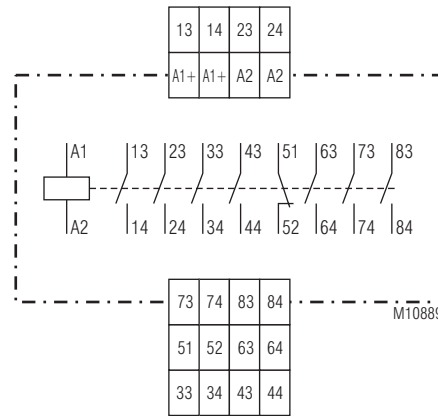 13 14 23 24
A1+ A1+ A2 A2
A1 13 23 33 43 51 63 73 83
A2 14 24 34 44 52 64 74 84
73 74 83 84
M10889
51 52 63 64
33 34 43 44